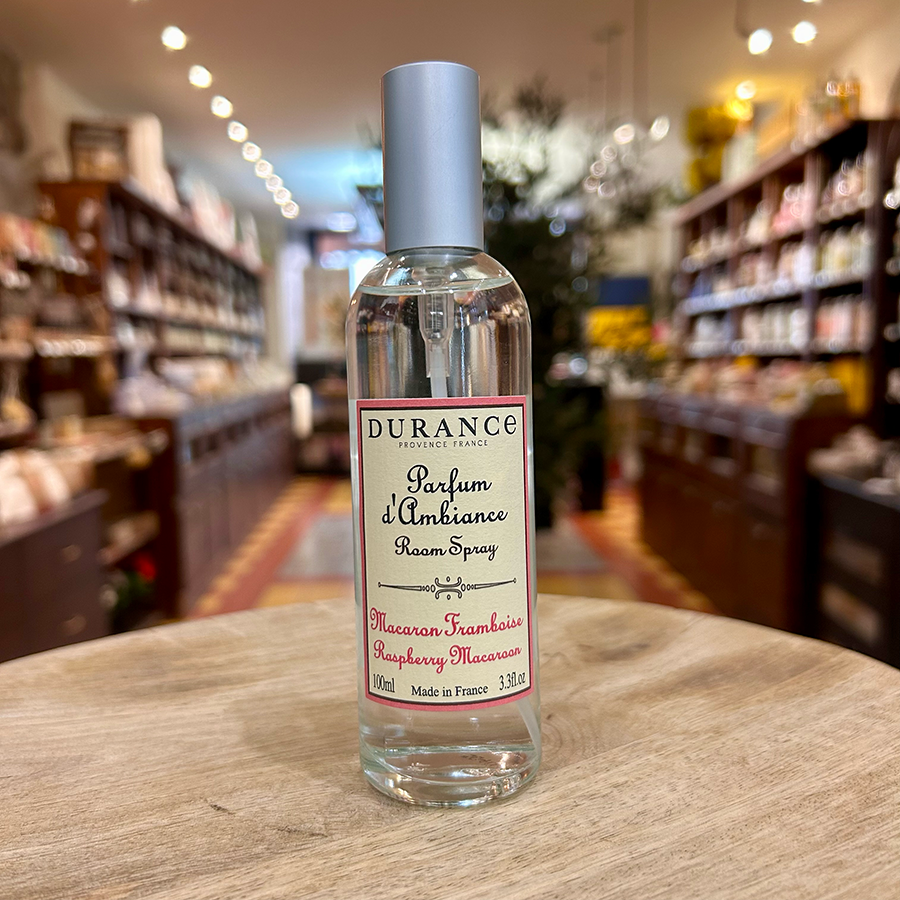 DURANCE
PROVENCE FRANCE
Parfum
d'Ambiance
Room Spray
Macaron Framboise
Raspberry Macaroon
100ml Made in France 3.3fl.oz